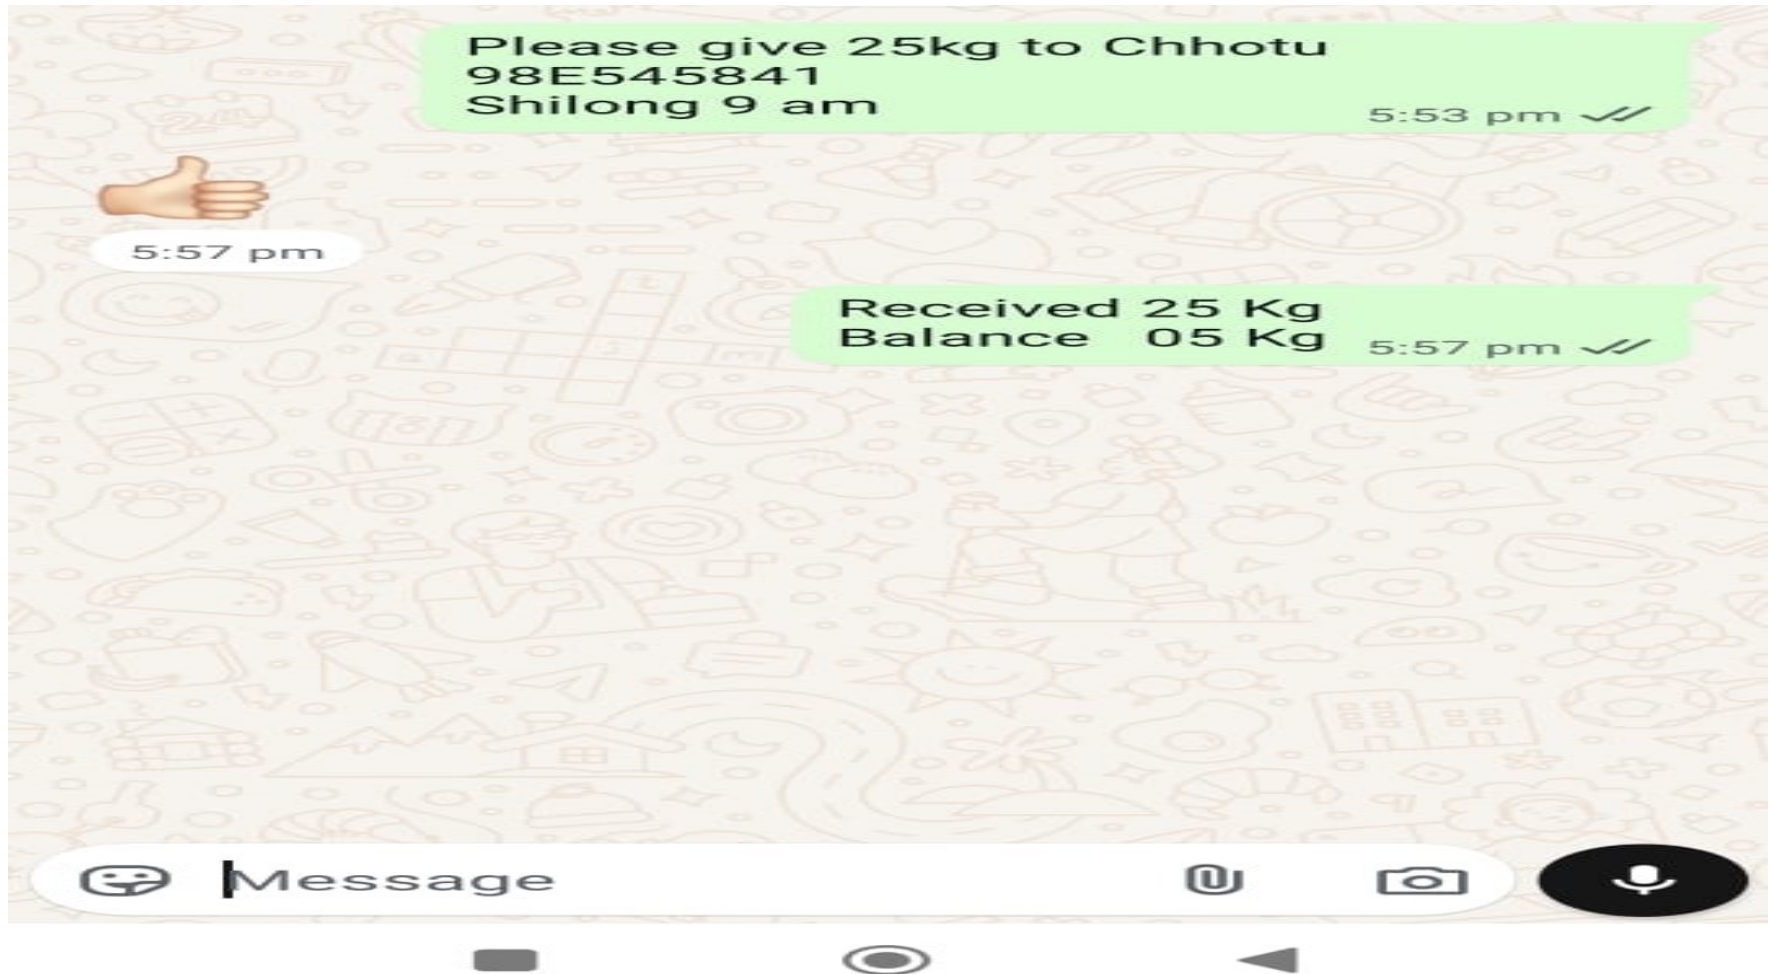 Please give 25kg to Chhotu
98E545841
Shilong 9 am
5:53 pm
5:57 pm
Received 25 Kg
Balance 05 Kg
5:57 pm
Message